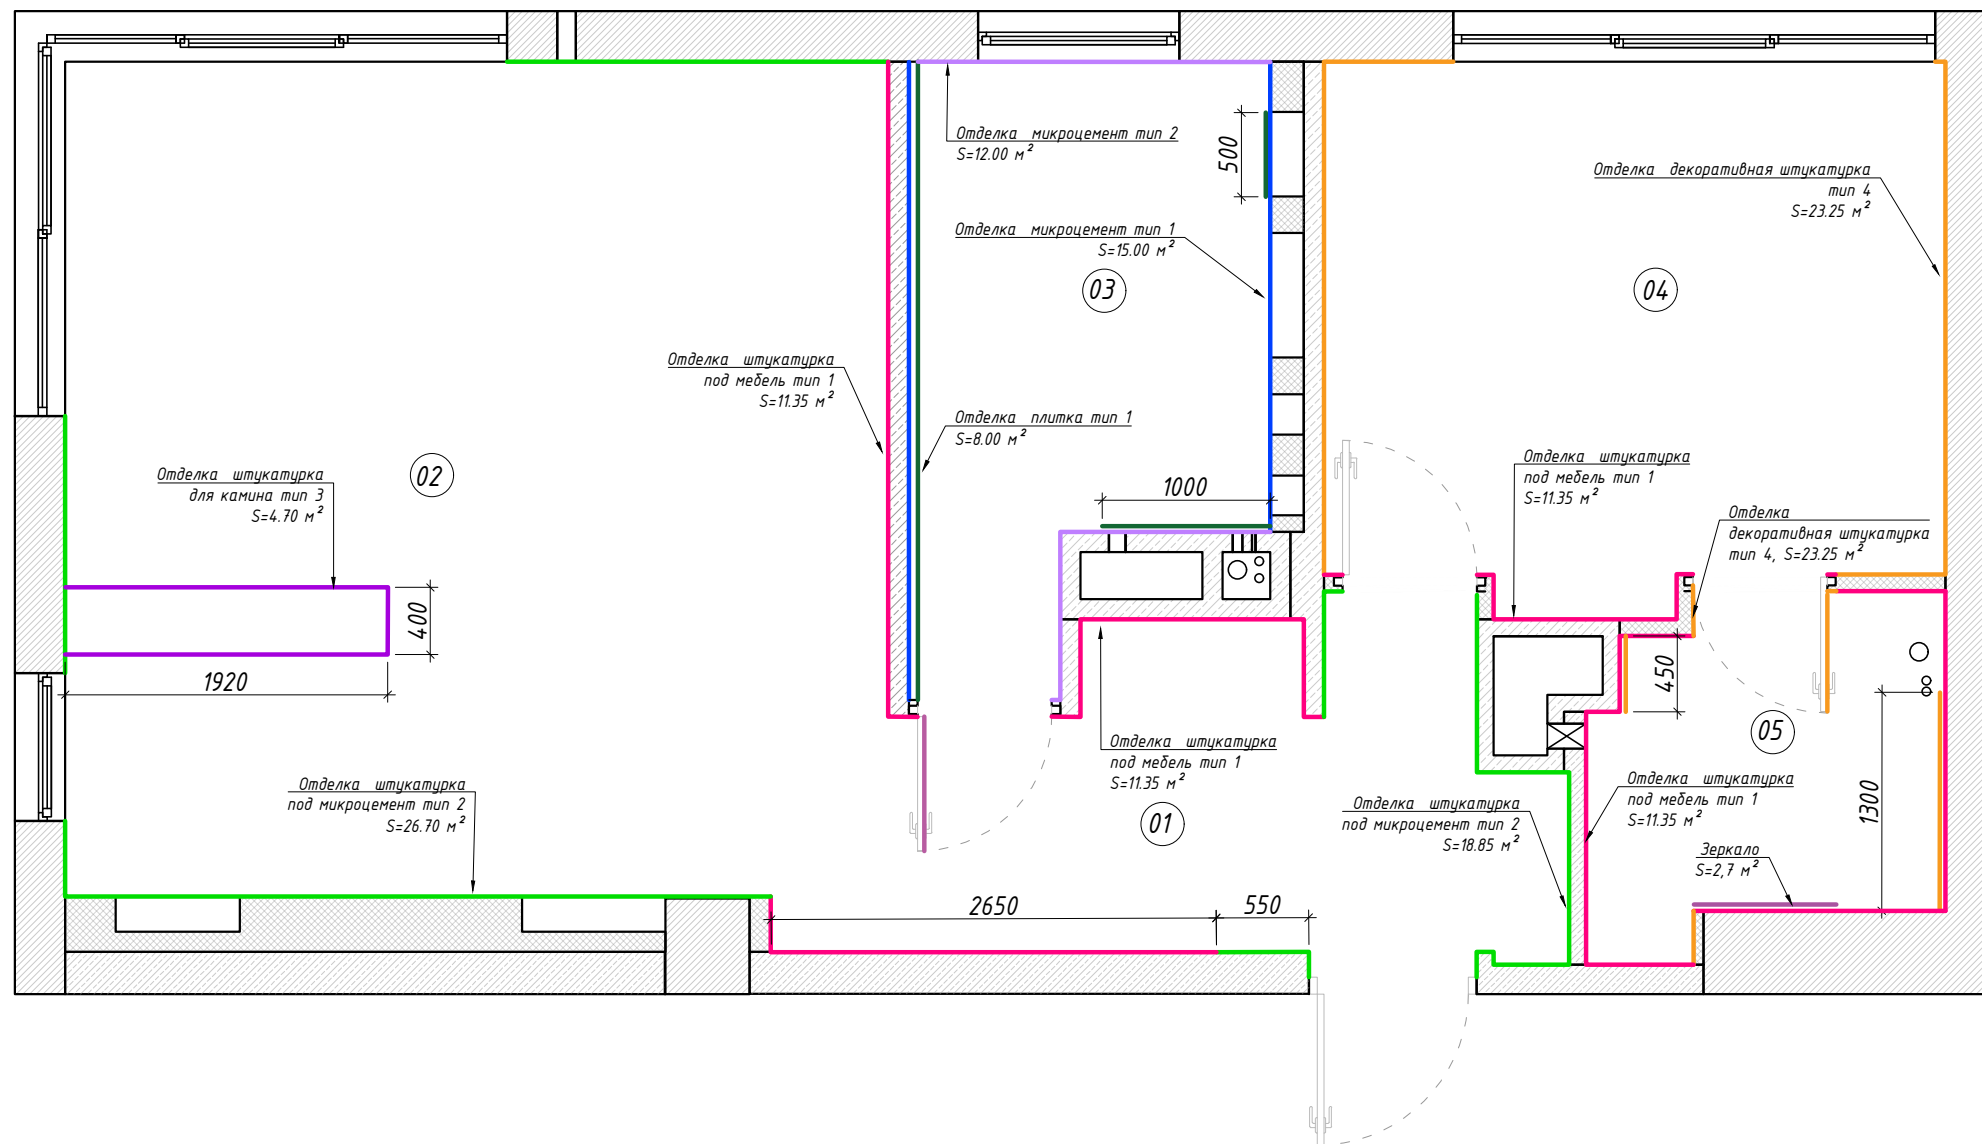 Отделка микроцемент тип 2
S=12.00 м²
500
Отделка декоративная штукатурка
тип 4
S=23.25 м²
Отделка микроцемент тип 1
S=15.00 м²
03
04
Отделка штукатурка
под мебель тип 1
S=11.35 м²
Отделка плитка тип 1
S=8.00 м²
Отделка штукатурка
для камина тип 3
S=4.70 м²
02
1000
Отделка штукатурка
под мебель тип 1
S=11.35 м²
Отделка
декоративная штукатурка
тип 4, S=23.25 м²
400
1920
450
05
Отделка штукатурка
под мебель тип 1
S=11.35 м²
01
Отделка штукатурка
под микроцемент тип 2
S=26.70 м²
Отделка штукатурка
под микроцемент тип 2
S=18.85 м²
Отделка штукатурка
под мебель тип 1
S=11.35 м²
1300
Зеркало
S=2,7 м²
2650
550